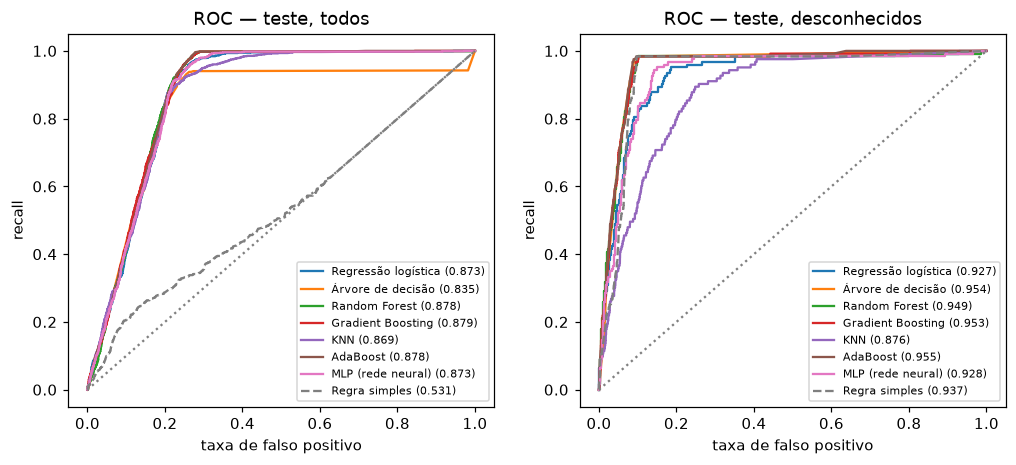 ROC — teste, todos
recall
1.0
0.8
0.6
0.4
0.2
0.0
0.0 0.2 0.4 0.6 0.8 1.0
taxa de falso positivo
Regressão logística (0.873)
Árvore de decisão (0.835)
Random Forest (0.878)
Gradient Boosting (0.879)
KNN (0.869)
AdaBoost (0.878)
MLP (rede neural) (0.873)
Regra simples (0.531)
ROC — teste, desconhecidos
recall
1.0
0.8
0.6
0.4
0.2
0.0
0.0 0.2 0.4 0.6 0.8 1.0
taxa de falso positivo
Regressão logística (0.927)
Árvore de decisão (0.954)
Random Forest (0.949)
Gradient Boosting (0.953)
KNN (0.876)
AdaBoost (0.955)
MLP (rede neural) (0.928)
Regra simples (0.937)